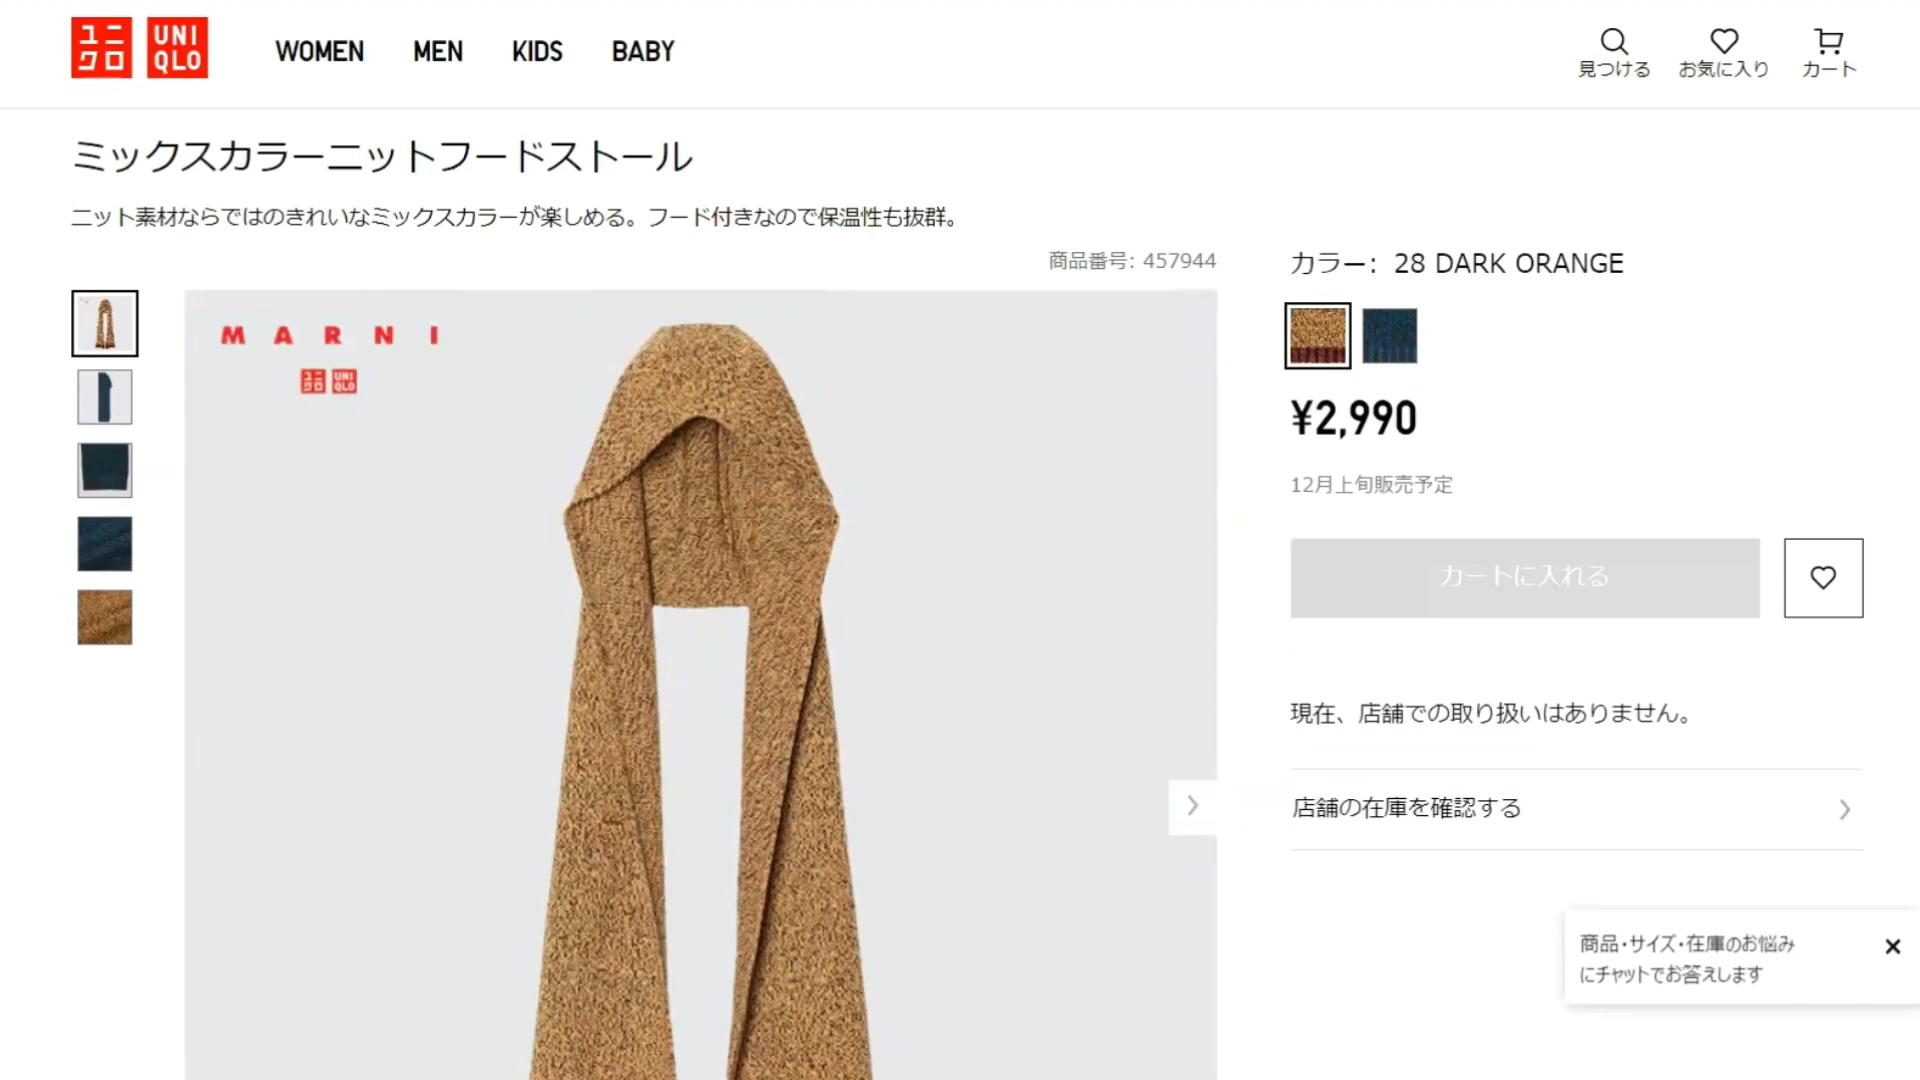 ユニクロ UNIQLO WOMEN MEN KIDS BABY
見つける お気に入り カート
ミックスカラーニットフードストール
ニット素材ならではのきれいなミックスカラーが楽しめる。フード付きなので保温性も抜群。
商品番号: 457944
MARNI
ユニクロ UNIQLO
カラー: 28 DARK ORANGE
¥2,990
12月上旬販売予定
カートに入れる
現在、店舗での取り扱いはありません。
店舗の在庫を確認する
商品・サイズ・在庫のお悩み
にチャットでお答えします